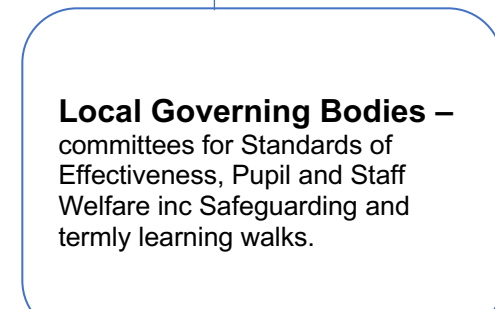 Local Governing Bodies –
committees for Standards of
Effectiveness, Pupil and Staff
Welfare inc Safeguarding and
termly learning walks.